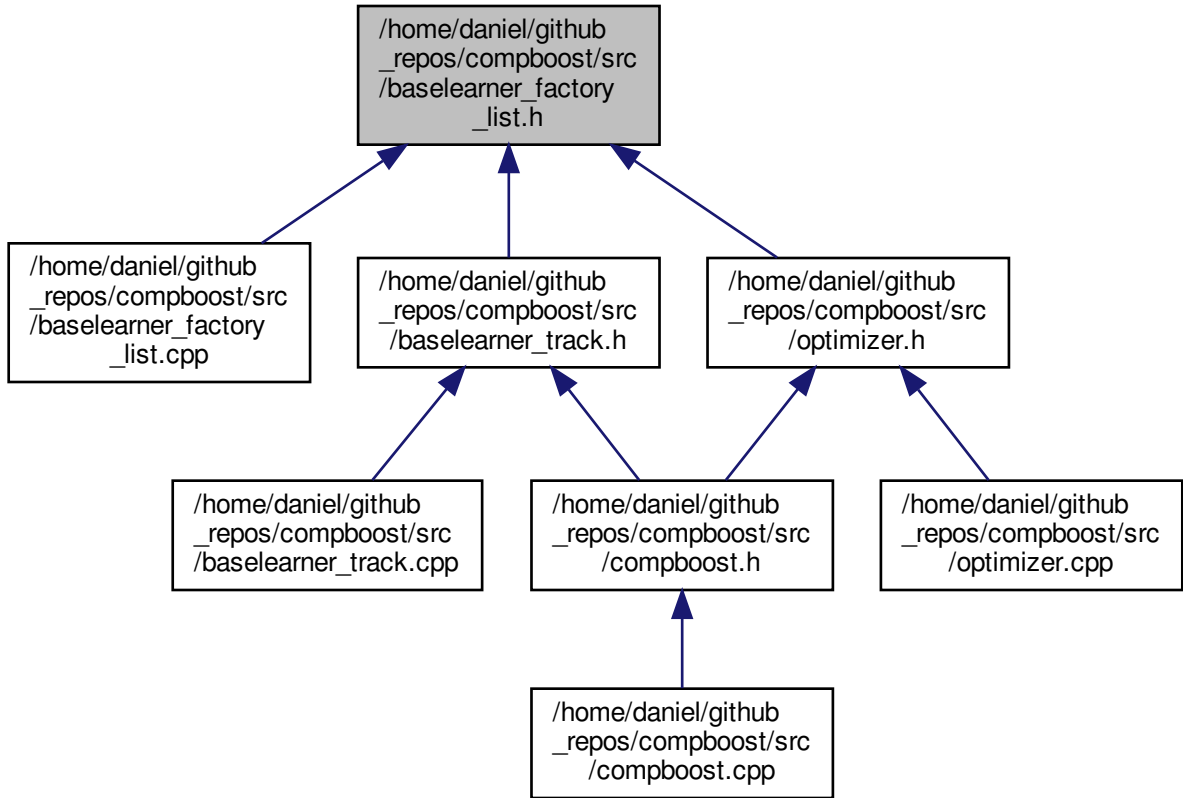 /home/daniel/github
_repos/compboost/src
/baselearner_factory
_list.h
/home/daniel/github
_repos/compboost/src
/baselearner_factory
_list.cpp
/home/daniel/github
_repos/compboost/src
/baselearner_track.h
/home/daniel/github
_repos/compboost/src
/optimizer.h
/home/daniel/github
_repos/compboost/src
/baselearner_track.cpp
/home/daniel/github
_repos/compboost/src
/compboost.h
/home/daniel/github
_repos/compboost/src
/optimizer.cpp
/home/daniel/github
_repos/compboost/src
/compboost.cpp